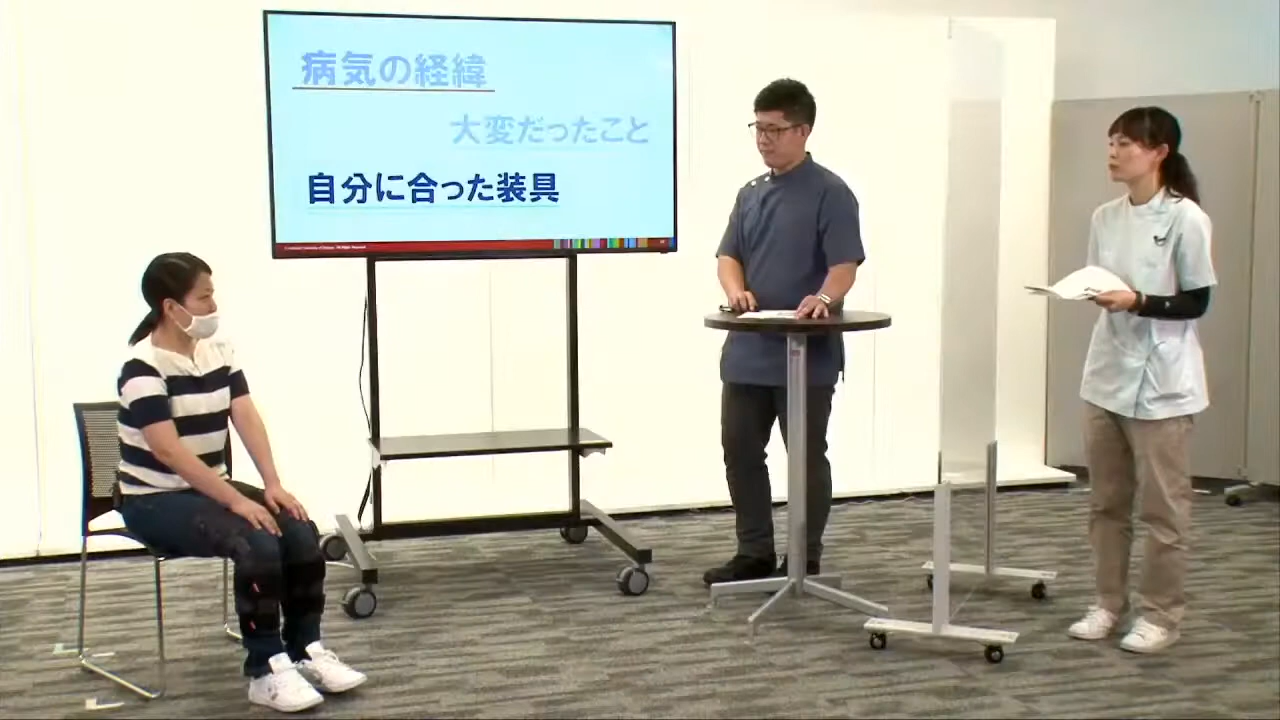 病気の経緯
大変だったこと
自分に合った装具